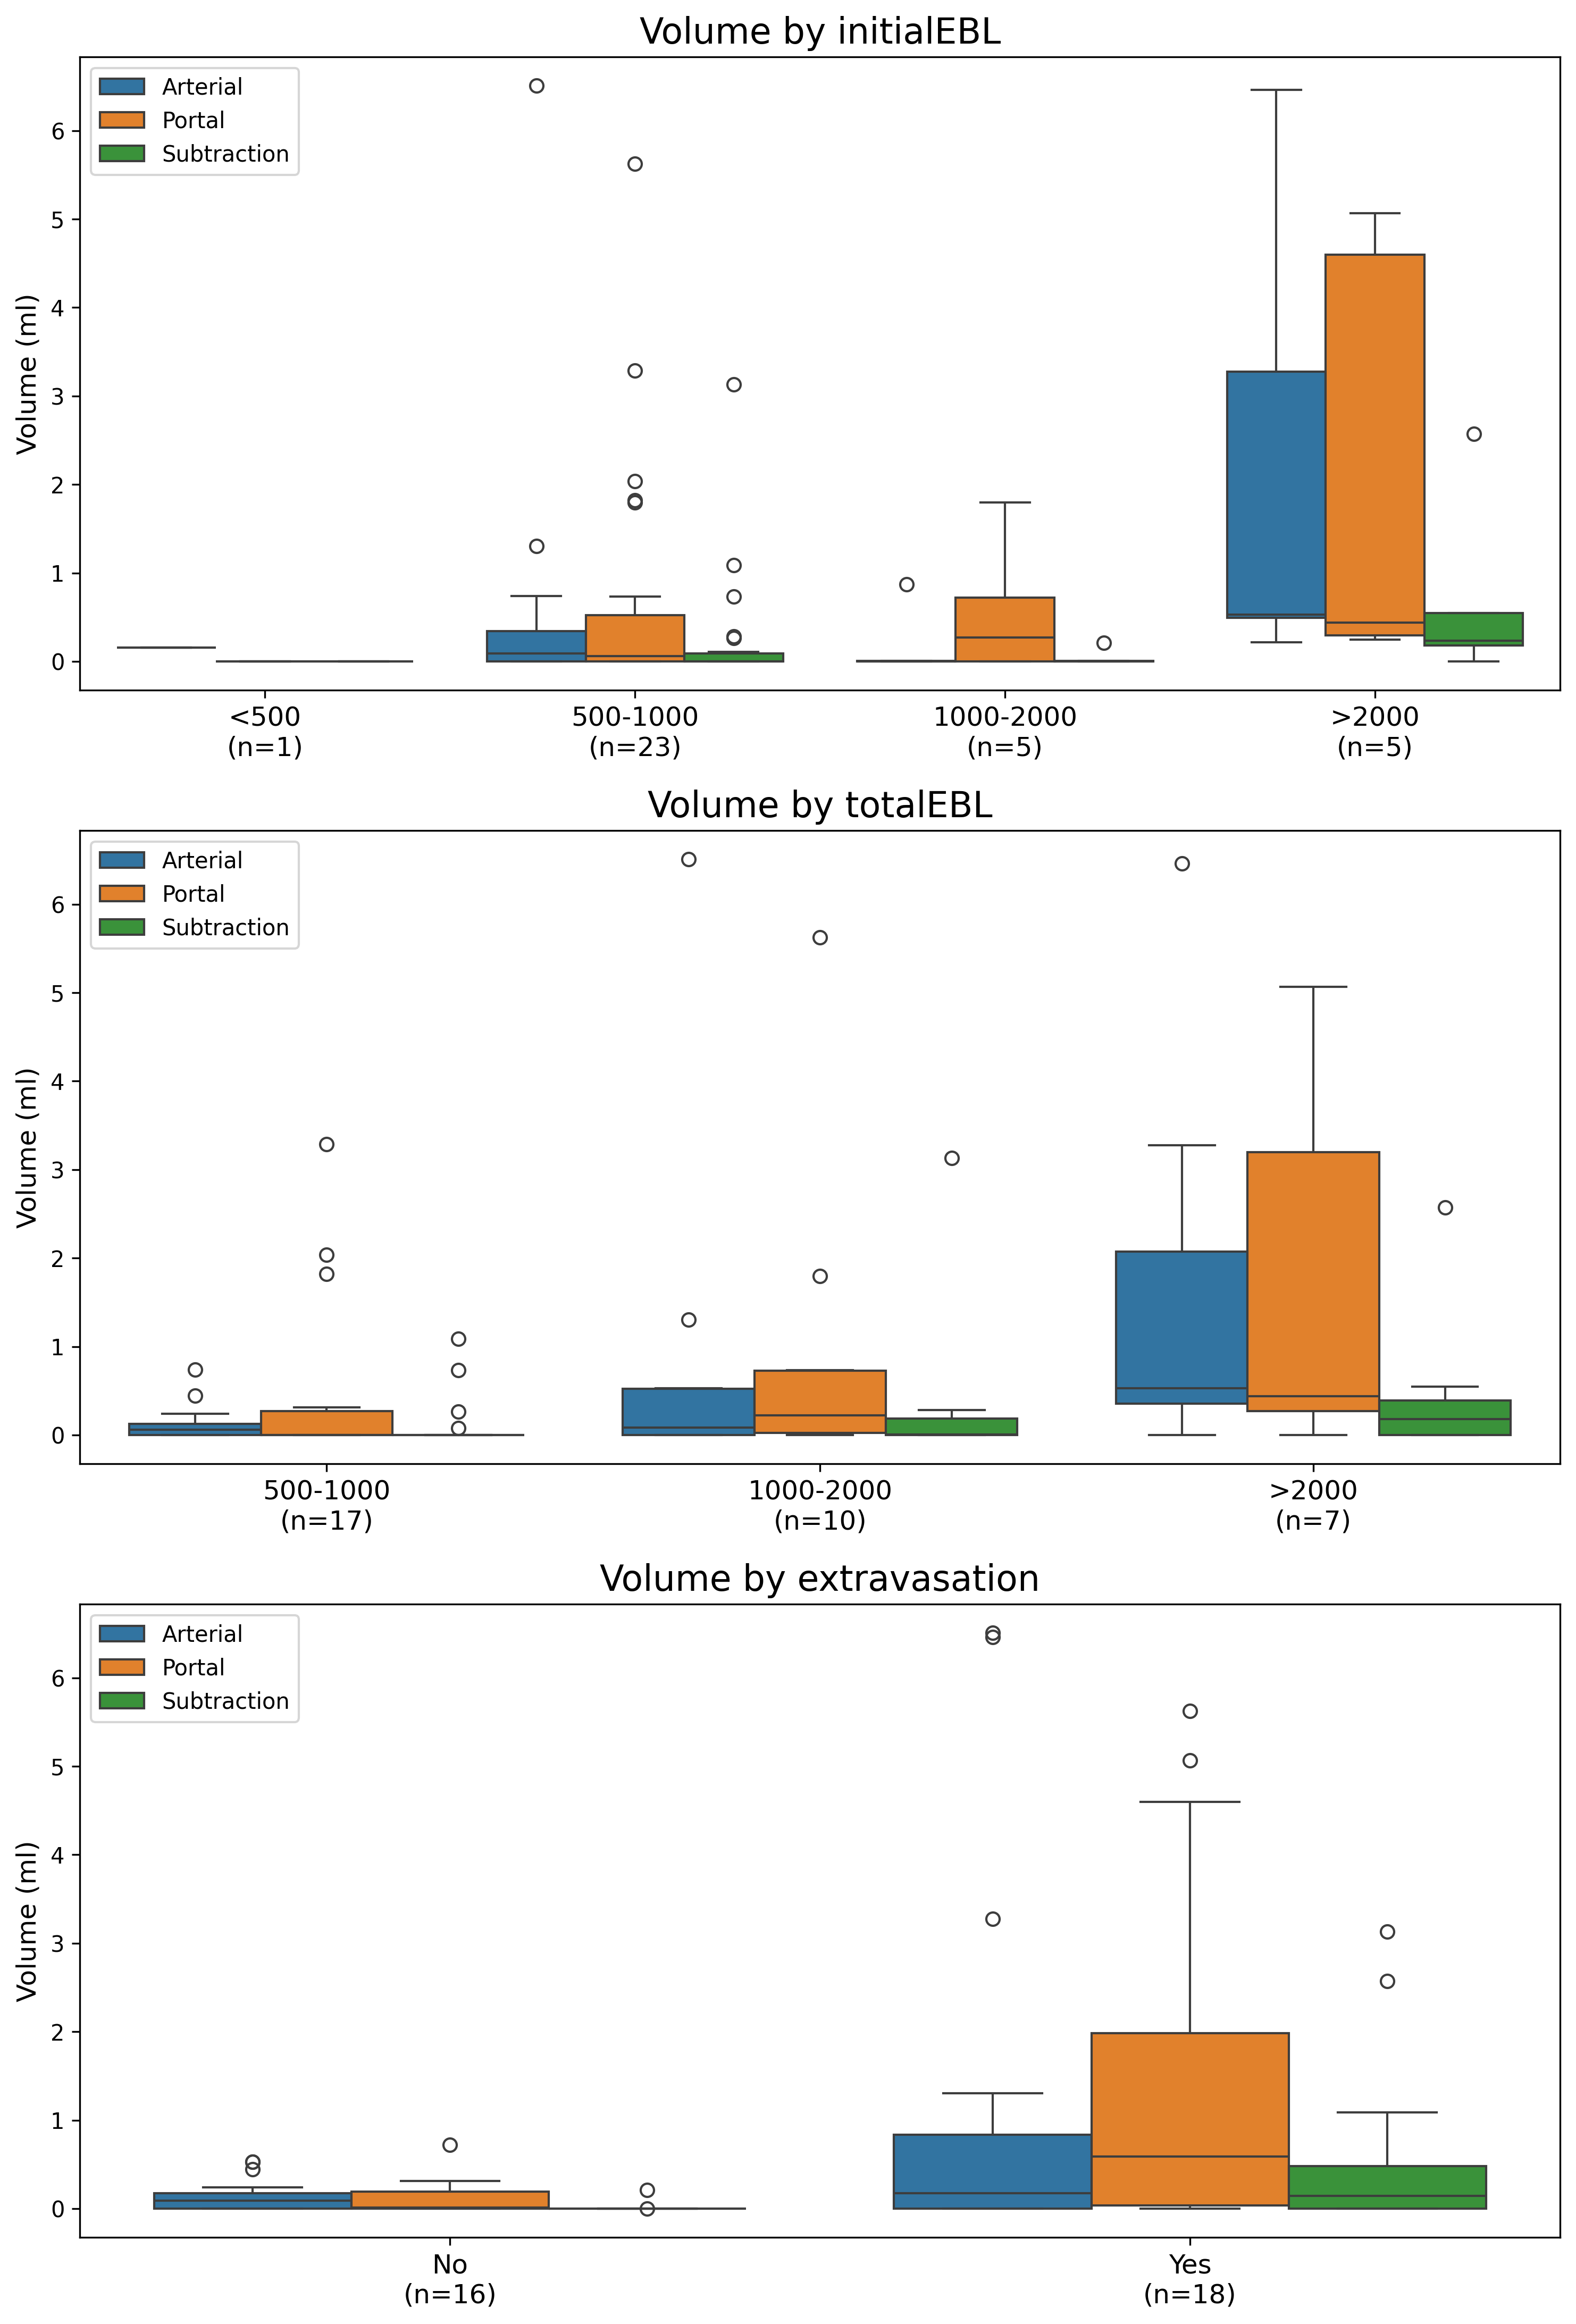 Volume by initialEBL
Arterial
Portal
Subtraction
Volume (ml)
6
5
4
3
2
1
0
<500
(n=1)
500-1000
(n=23)
1000-2000
(n=5)
>2000
(n=5)
Volume by totalEBL
Arterial
Portal
Subtraction
Volume (ml)
6
5
4
3
2
1
0
500-1000
(n=17)
1000-2000
(n=10)
>2000
(n=7)
Volume by extravasation
Arterial
Portal
Subtraction
Volume (ml)
6
5
4
3
2
1
0
No
(n=16)
Yes
(n=18)